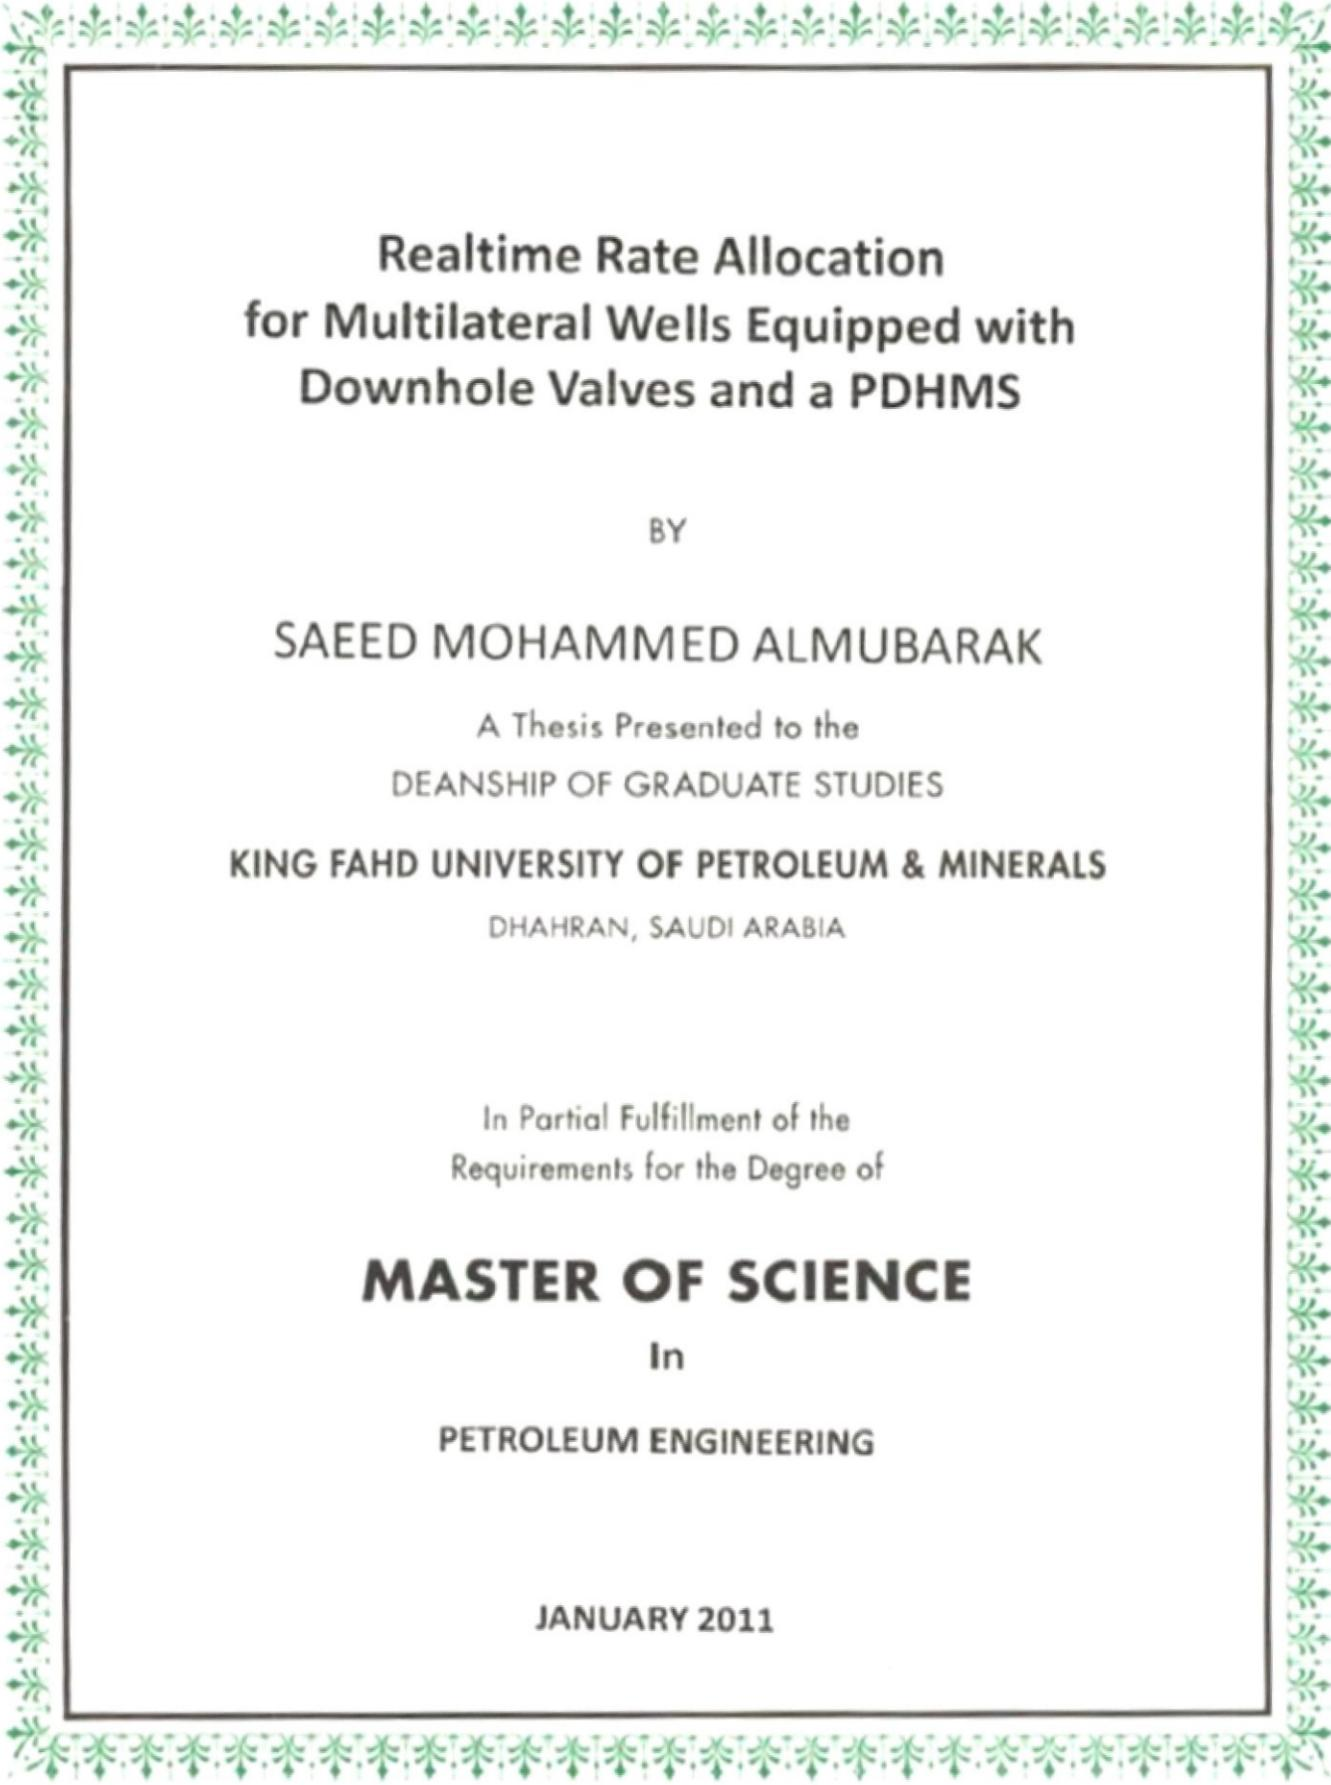 Realtime Rate Allocation
for Multilateral Wells Equipped with
Downhole Valves and a PDHMS
BY
SAEED MOHAMMED ALMUBARAK
A Thesis Presented to the
DEANSHIP OF GRADUATE STUDIES
KING FAHD UNIVERSITY OF PETROLEUM & MINERALS
DHAHRAN, SAUDI ARABIA
In Partial Fulfillment of the
Requirements for the Degree of
MASTER OF SCIENCE
In
PETROLEUM ENGINEERING
JANUARY 2011